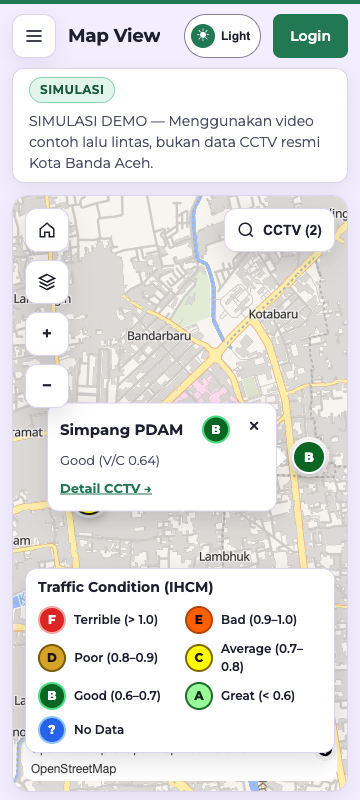 Map View
Light
Login
SIMULASI
SIMULASI DEMO — Menggunakan video
contoh lalu lintas, bukan data CCTV resmi
Kota Banda Aceh.
CCTV (2)
Kotabaru
Bandarbaru
Simpang PDAM
B
×
Good (V/C 0.64)
Detail CCTV →
B
Lambhuk
Traffic Condition (IHCM)
F Terrible (> 1.0)
E Bad (0.9–1.0)
D Poor (0.8–0.9)
C Average (0.7–
0.8)
B Good (0.6–0.7)
A Great (< 0.6)
? No Data
OpenStreetMap